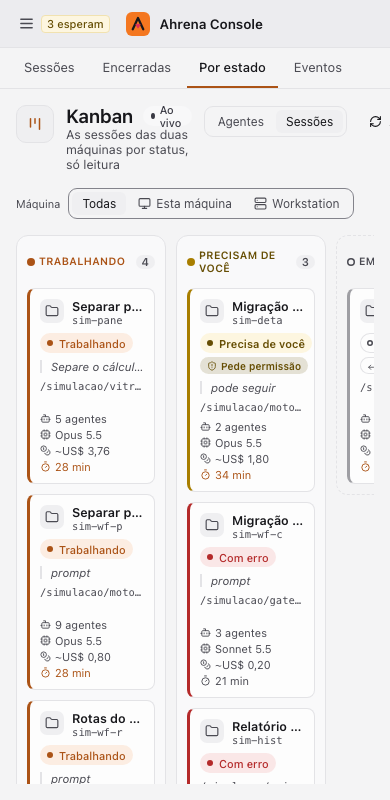 3 esperam
Ahrena Console
Sessões
Encerradas
Por estado
Eventos
Kanban
Ao vivo
As sessões das duas
máquinas por status,
só leitura
Agentes
Sessões
Máquina
Todas
Esta máquina
Workstation
TRABALHANDO
4
Separar p...
sim-pane
Trabalhando
Separe o cálcul...
/simulacao/vitr...
5 agentes
Opus 5.5
~US$ 3,76
28 min
Separar p...
sim-wf-p
Trabalhando
prompt
/simulacao/moto...
9 agentes
Opus 5.5
~US$ 0,80
28 min
Rotas do ...
sim-wf-r
Trabalhando
prompt
PRECISAM DE
VOCÊ
3
Migração ...
sim-deta
Precisa de você
Pede permissão
pode seguir
/simulacao/moto...
2 agentes
Opus 5.5
~US$ 1,80
34 min
Migração ...
sim-wf-c
Com erro
prompt
/simulacao/gate...
3 agentes
Sonnet 5.5
~US$ 0,20
21 min
Relatório ...
sim-hist
Com erro
EM
/s